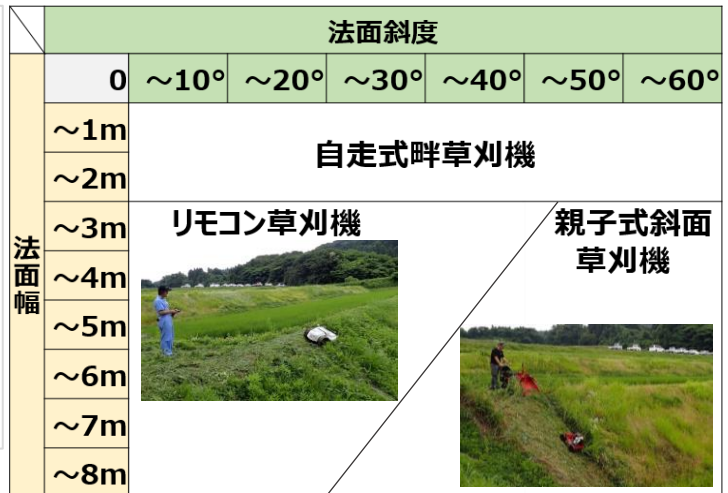 法面斜度
0 ～10° ～20° ～30° ～40° ～50° ～60°
法面幅
～1m
～2m
～3m
～4m
～5m
～6m
～7m
～8m
自走式畔草刈機
リモコン草刈機
親子式斜面
草刈機